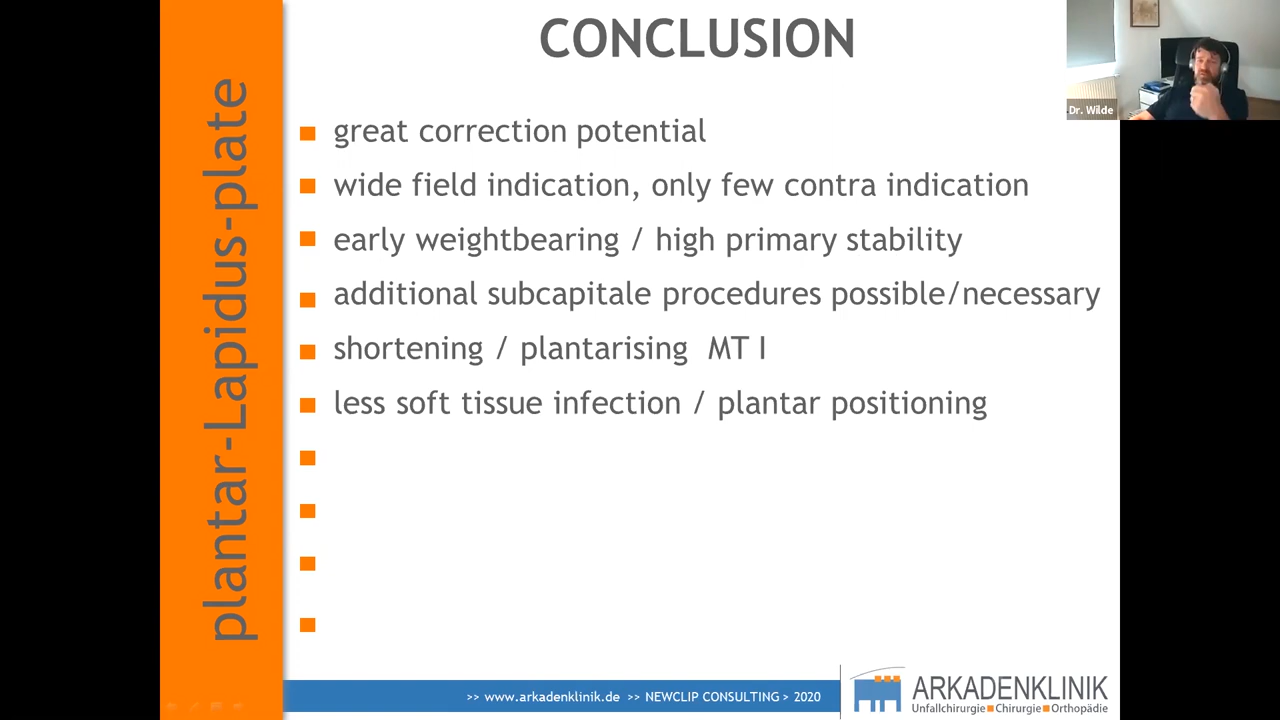 CONCLUSION
plantar-Lapidus-plate
great correction potential
wide field indication, only few contra indication
early weightbearing / high primary stability
additional subcapitale procedures possible/necessary
shortening / plantarising MT I
less soft tissue infection / plantar positioning
Dr. Wilde
>> www.arkadenklinik.de >> NEWCLIP CONSULTING > 2020
ARKADENKLINIK
Unfallchirurgie Chirurgie Orthopädie